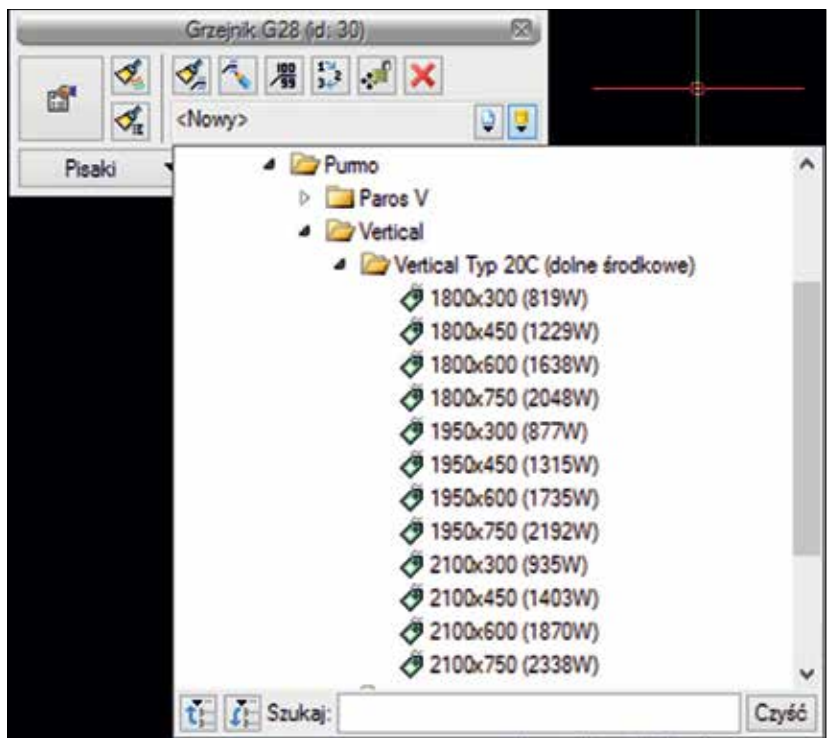 Grzejnik G28 (id: 30)
<Nowy>
Pisaki
Purmo
Paros V
Vertical
Vertical Typ 20C (dolne środkowe)
1800x300 (819W)
1800x450 (1229W)
1800x600 (1638W)
1800x750 (2048W)
1950x300 (877W)
1950x450 (1315W)
1950x600 (1735W)
1950x750 (2192W)
2100x300 (935W)
2100x450 (1403W)
2100x600 (1870W)
2100x750 (2338W)
Szukaj:
Czyść